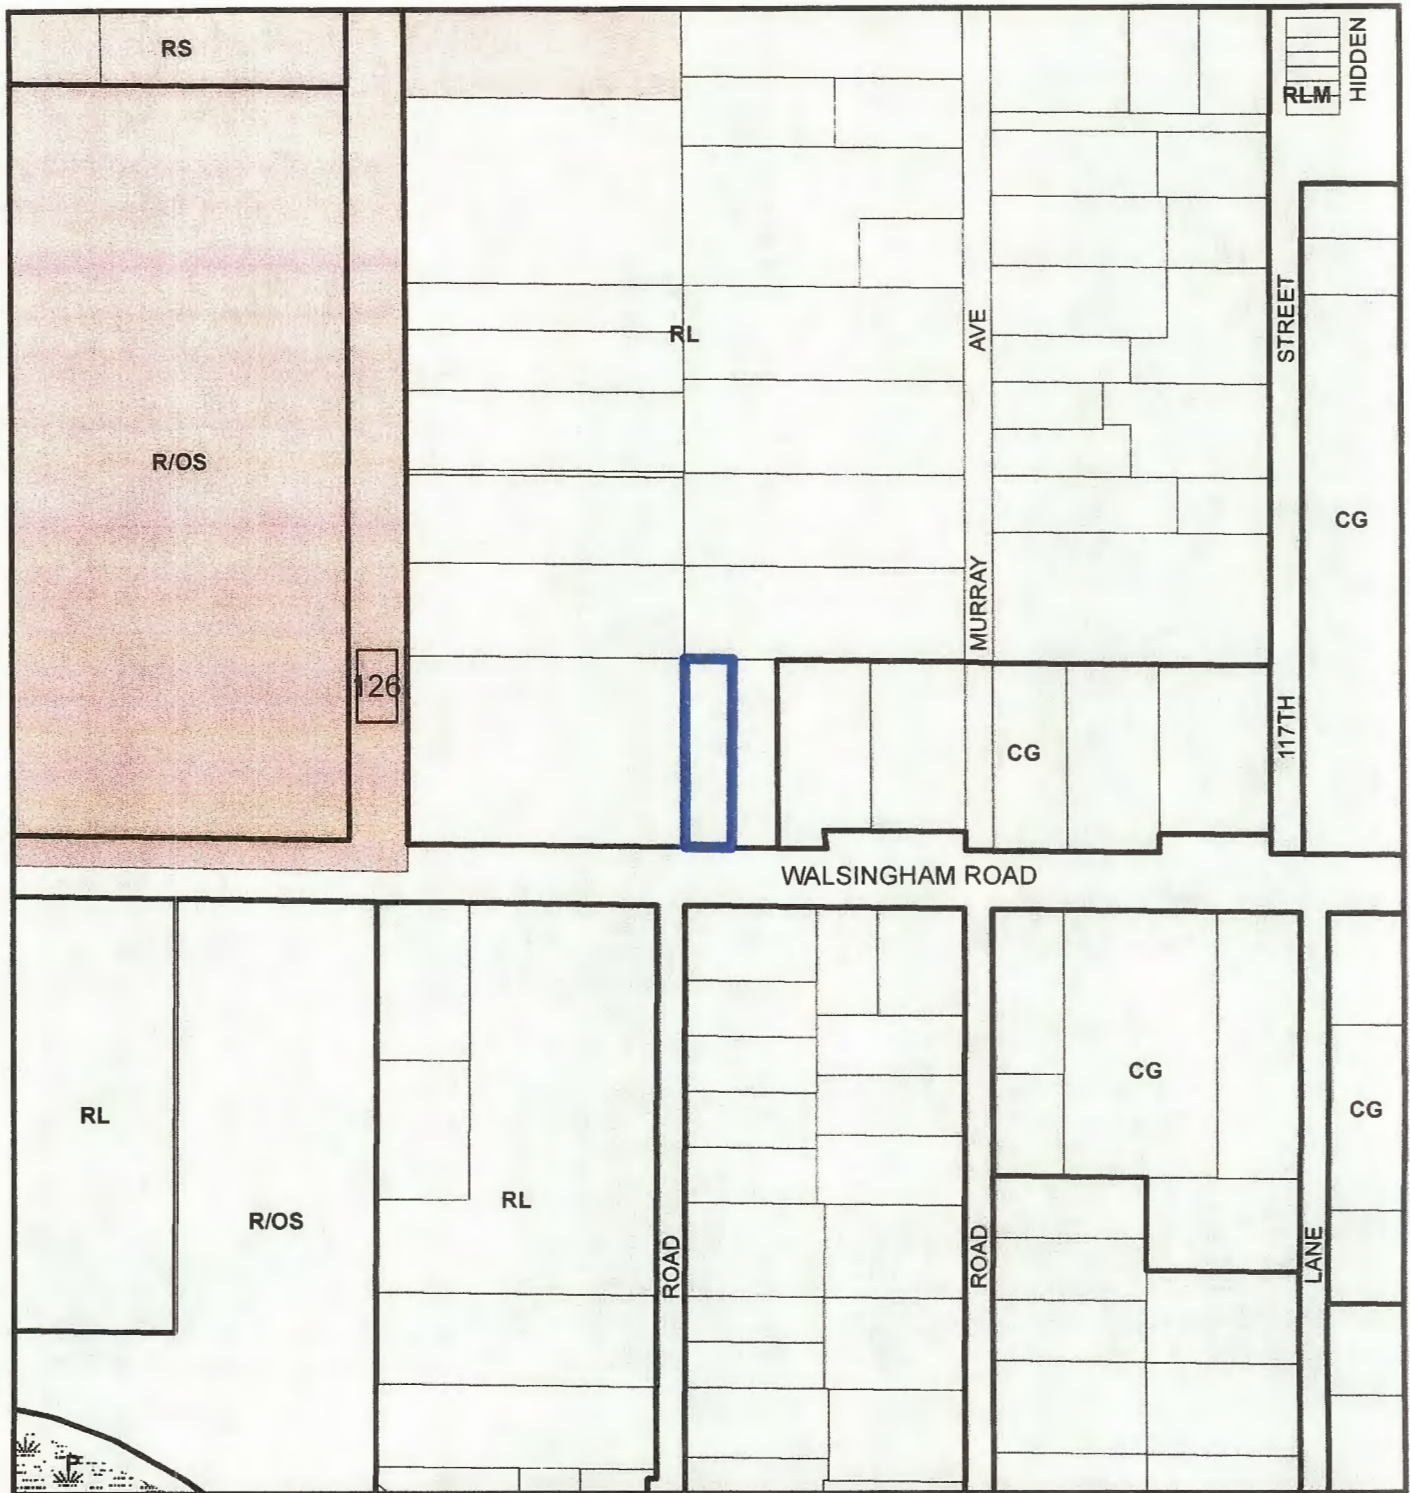 RS
HIDDEN
RLM
RL
MURRAY AVE
117TH STREET
R/OS
CG
126
CG
WALSINGHAM ROAD
RL
R/OS
RL
ROAD
ROAD
CG
LANE
CG
P